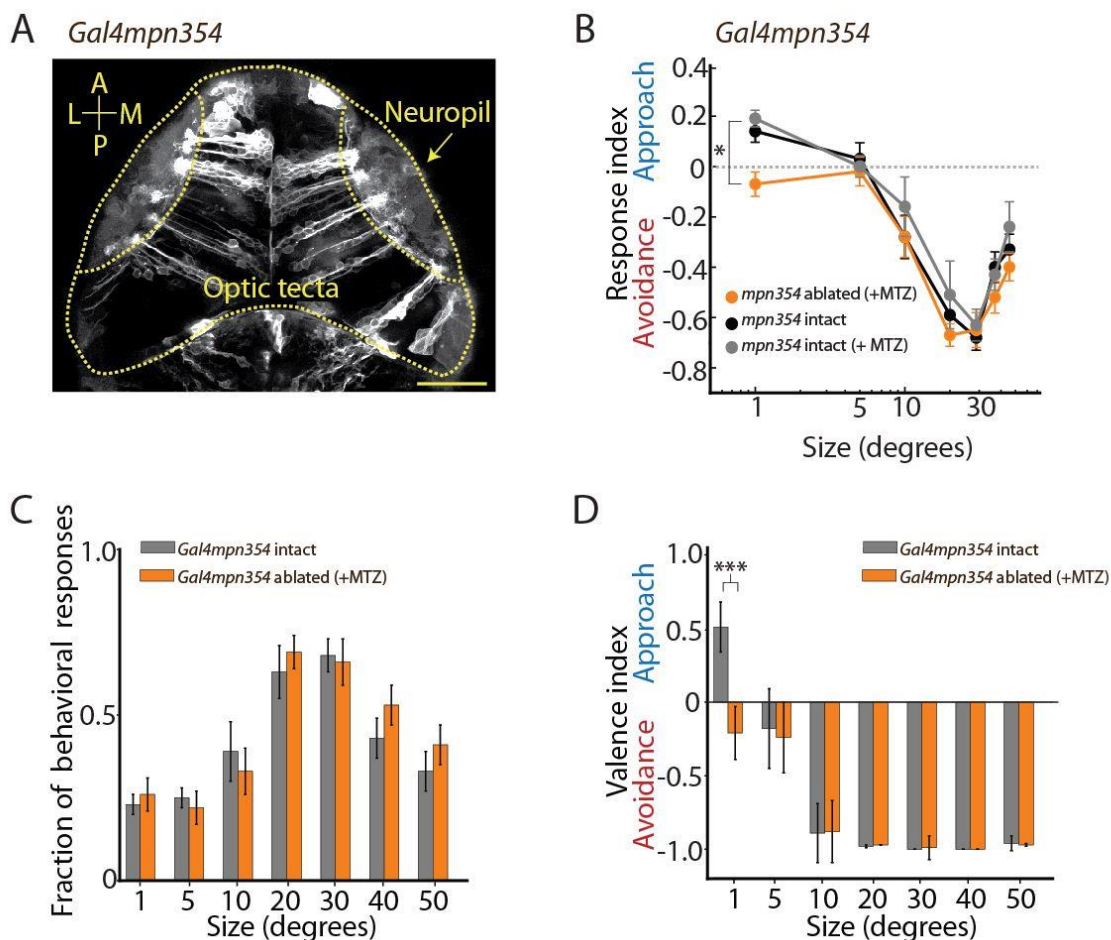 A
Gal4mpn354
A
L
M
P
Neuropil
Optic tecta
B
Gal4mpn354
Response index
Avoidance
Approach
0.4
0.2
0
-0.2
-0.4
-0.6
-0.8
*
mpn354 ablated (+MTZ)
mpn354 intact
mpn354 intact (+ MTZ)
1
5
10
30
Size (degrees)
C
Fraction of behavioral responses
1.0
0.5
0
Gal4mpn354 intact
Gal4mpn354 ablated (+MTZ)
1
5
10
20
30
40
50
Size (degrees)
D
Valence index
Avoidance
Approach
1.0
0.5
0
-0.5
-1.0
***
Gal4mpn354 intact
Gal4mpn354 ablated (+MTZ)
1
5
10
20
30
40
50
Size (degrees)